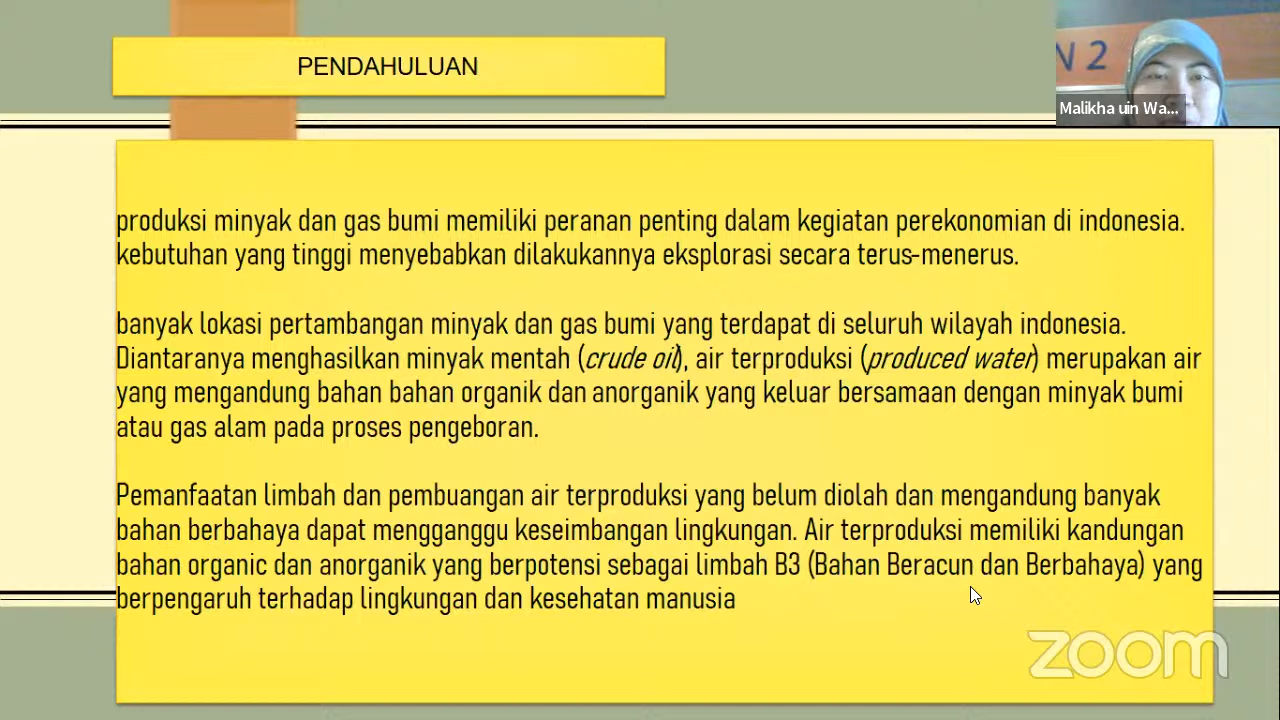 PENDAHULUAN
N 2
Malikha uin Wa...
produksi minyak dan gas bumi memiliki peranan penting dalam kegiatan perekonomian di indonesia.
kebutuhan yang tinggi menyebabkan dilakukannya eksplorasi secara terus-menerus.
banyak lokasi pertambangan minyak dan gas bumi yang terdapat di seluruh wilayah indonesia.
Diantaranya menghasilkan minyak mentah (crude oil), air terproduksi (produced water) merupakan air
yang mengandung bahan bahan organik dan anorganik yang keluar bersamaan dengan minyak bumi
atau gas alam pada proses pengeboran.
Pemanfaatan limbah dan pembuangan air terproduksi yang belum diolah dan mengandung banyak
bahan berbahaya dapat mengganggu keseimbangan lingkungan. Air terproduksi memiliki kandungan
bahan organic dan anorganik yang berpotensi sebagai limbah B3 (Bahan Beracun dan Berbahaya) yang
berpengaruh terhadap lingkungan dan kesehatan manusia
zoom